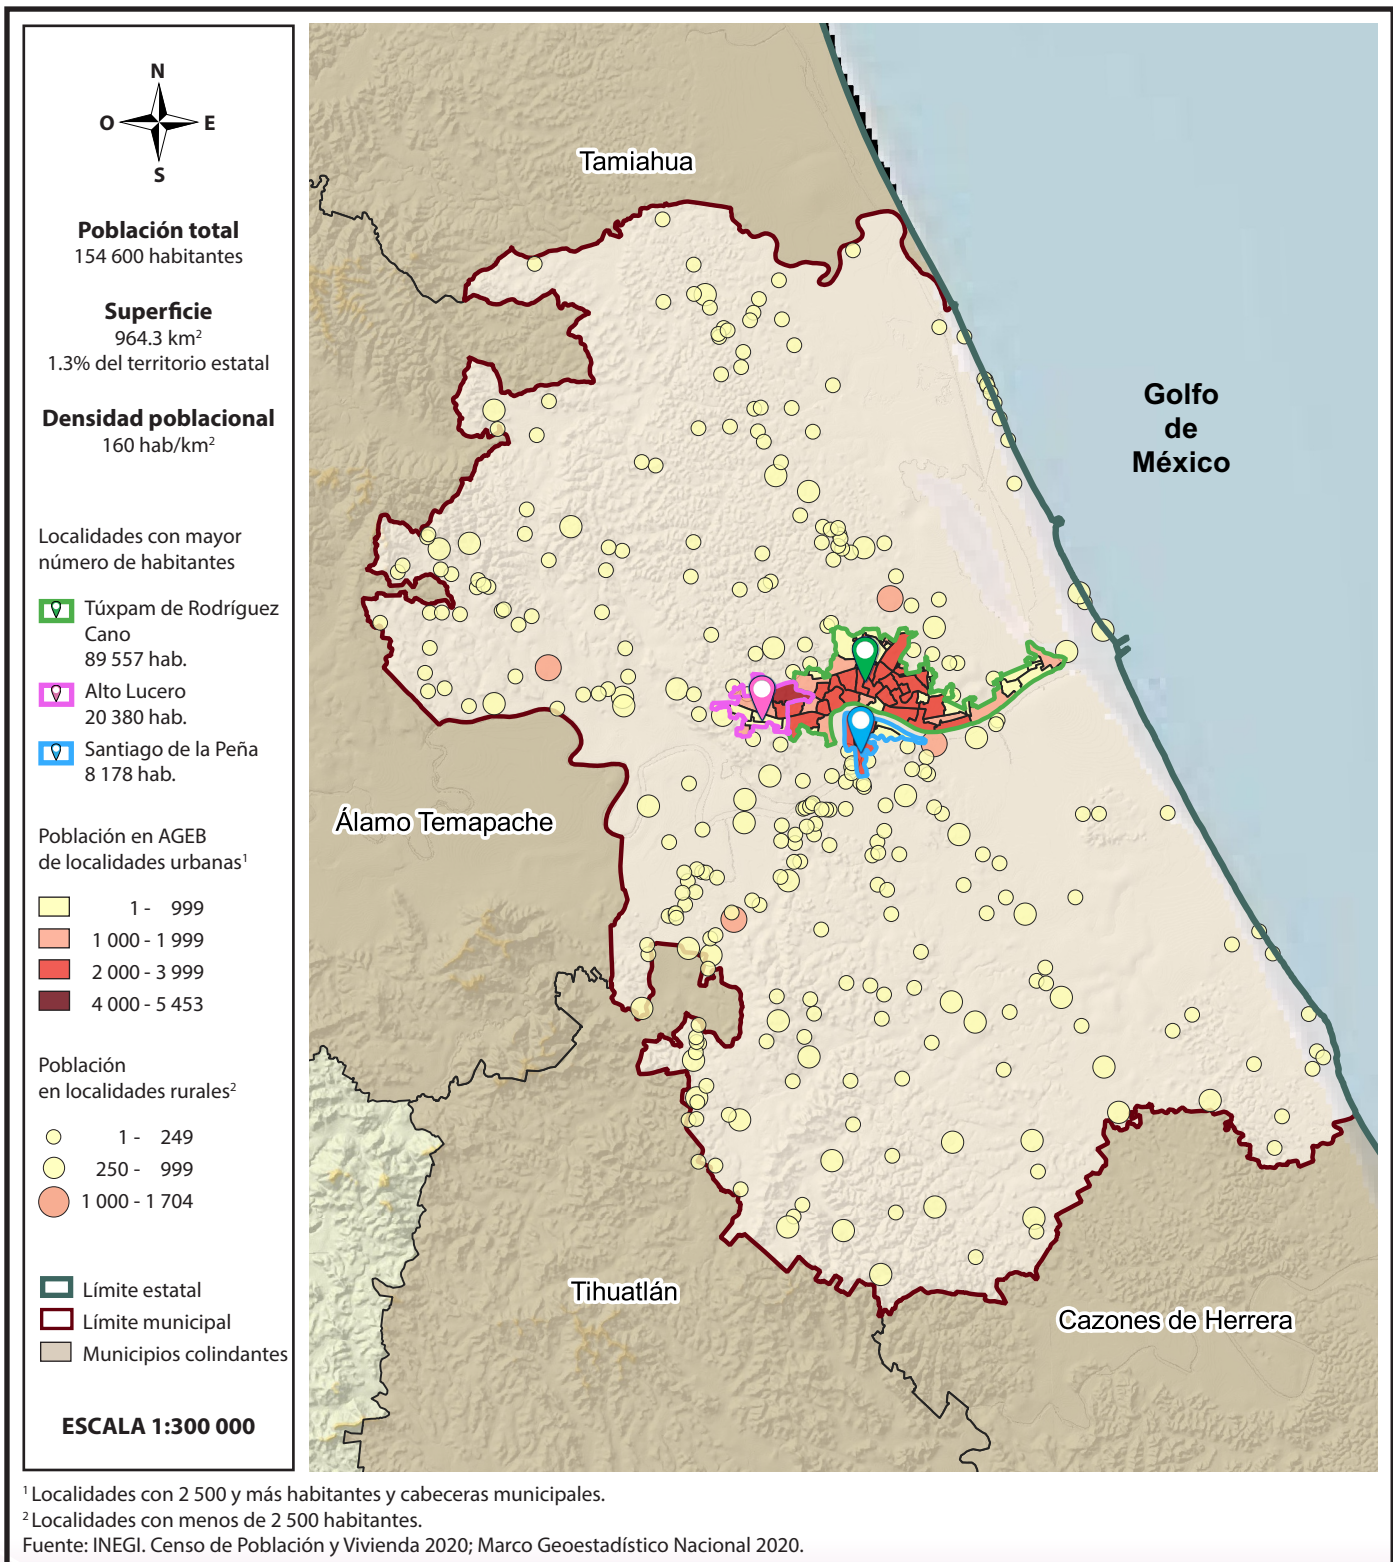 N
O E
S
Población total
154 600 habitantes
Superficie
964.3 km²
1.3% del territorio estatal
Densidad poblacional
160 hab/km²
Localidades con mayor
número de habitantes
Túxpam de Rodríguez
Cano
89 557 hab.
Alto Lucero
20 380 hab.
Santiago de la Peña
8 178 hab.
Población en AGEB
de localidades urbanas¹
1 - 999
1 000 - 1 999
2 000 - 3 999
4 000 - 5 453
Población
en localidades rurales²
1 - 249
250 - 999
1 000 - 1 704
Límite estatal
Límite municipal
Municipios colindantes
ESCALA 1:300 000
Tamiahua
Golfo
de
México
Álamo Temapache
Tihuatlán
Cazones de Herrera
¹ Localidades con 2 500 y más habitantes y cabeceras municipales.
² Localidades con menos de 2 500 habitantes.
Fuente: INEGI. Censo de Población y Vivienda 2020; Marco Geoestadístico Nacional 2020.